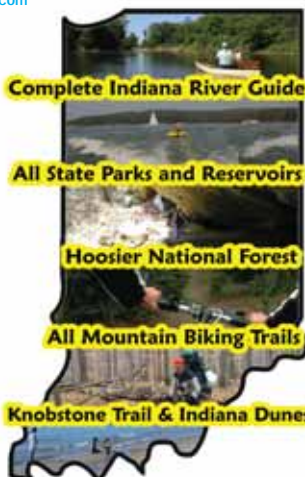 .com
Complete Indiana River Guide
All State Parks and Reservoirs
Hoosier National Forest
All Mountain Biking Trails
Knobstone Trail & Indiana Dunes